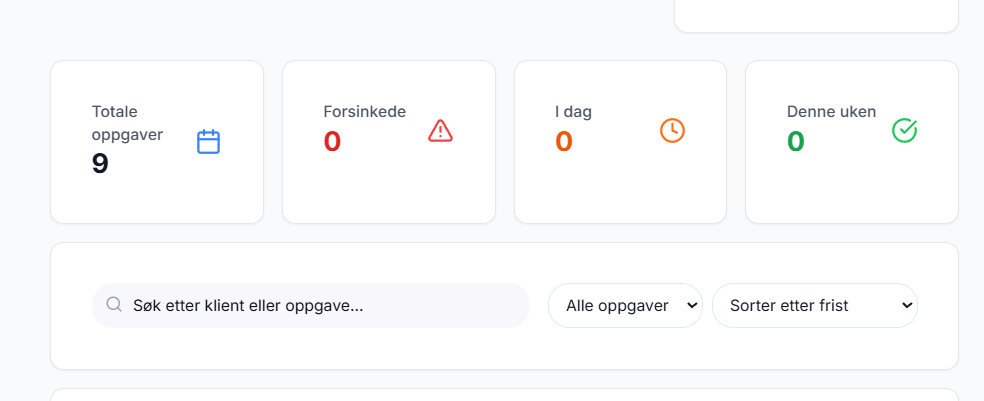 Totale
oppgaver
9
Forsinkede
0
I dag
0
Denne uken
0
Søk etter klient eller oppgave...
Alle oppgaver
Sorter etter frist